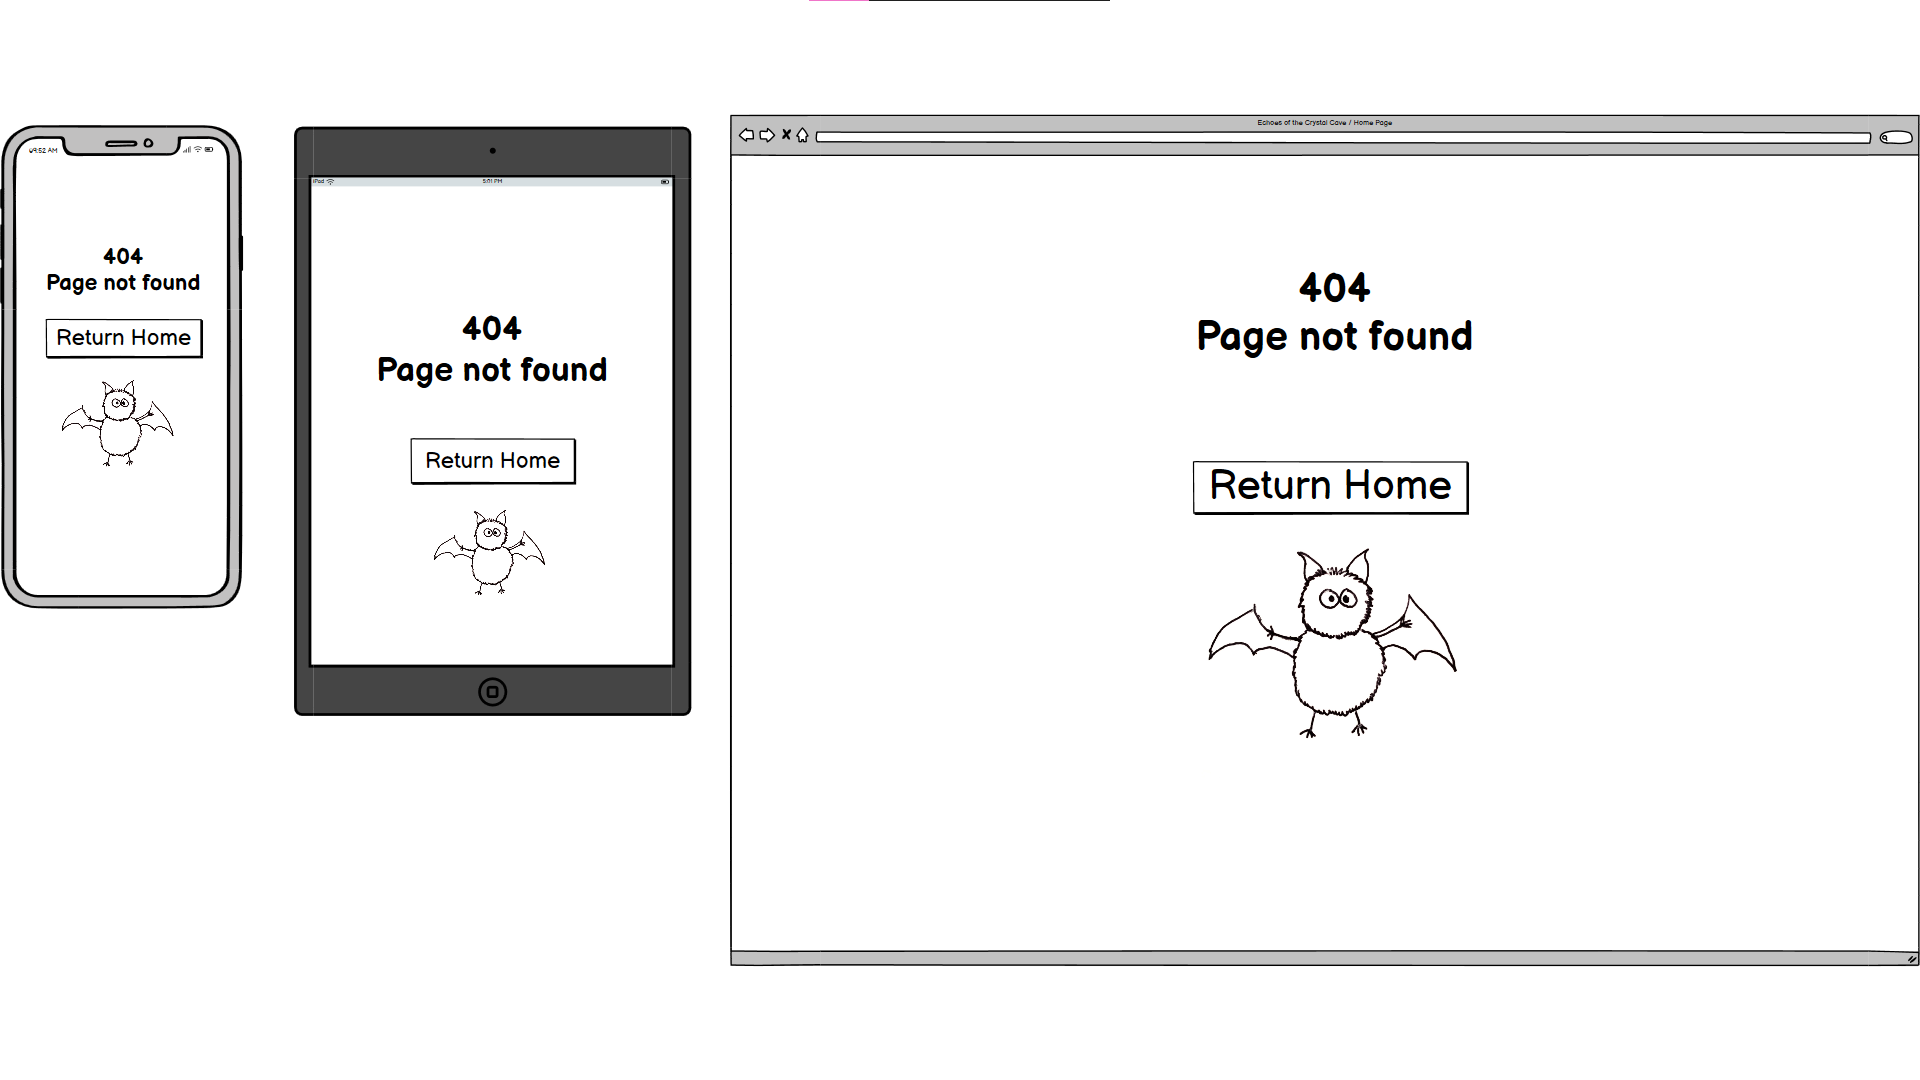 09:52 AM
404
Page not found
Return Home
iPad
5:01 PM
404
Page not found
Return Home
Echoes of the Crystal Cave / Home Page
404
Page not found
Return Home